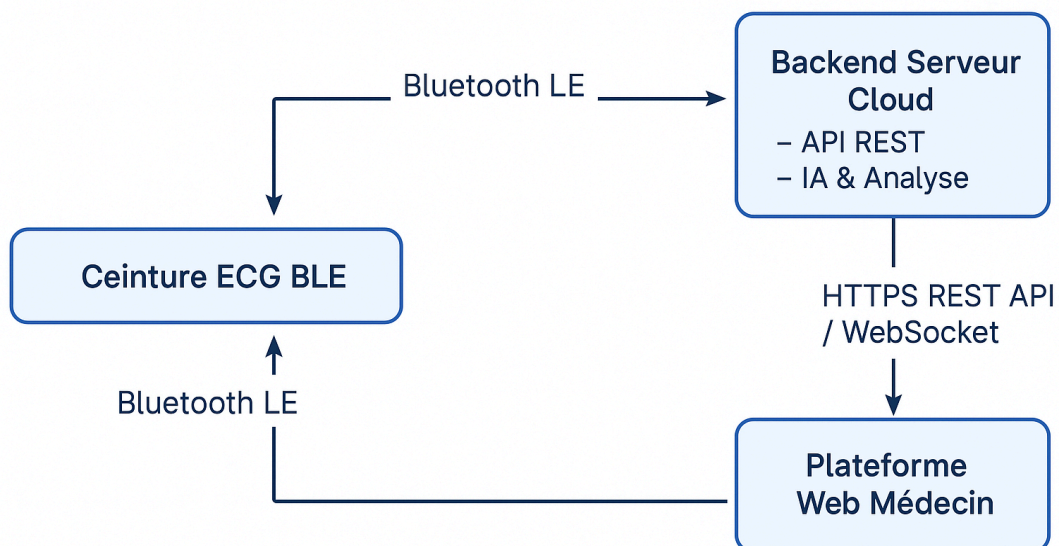 Bluetooth LE
Backend Serveur
Cloud
– API REST
– IA & Analyse
Ceinture ECG BLE
HTTPS REST API
/ WebSocket
Bluetooth LE
Plateforme
Web Médecin